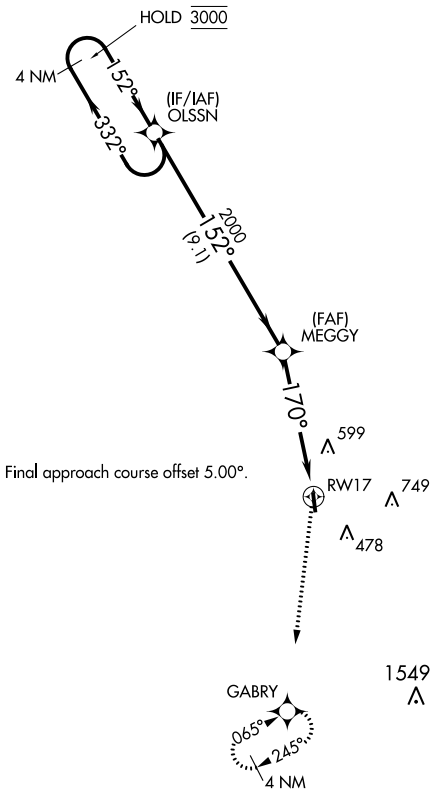 HOLD 3000
4 NM
152°
332°
(IF/IAF)
OLSSN
2000
152°
(9.1)
(FAF)
MEGGY
170°
599
Final approach course offset 5.00°.
RW17
749
478
1549
GABRY
065°
245°
4 NM